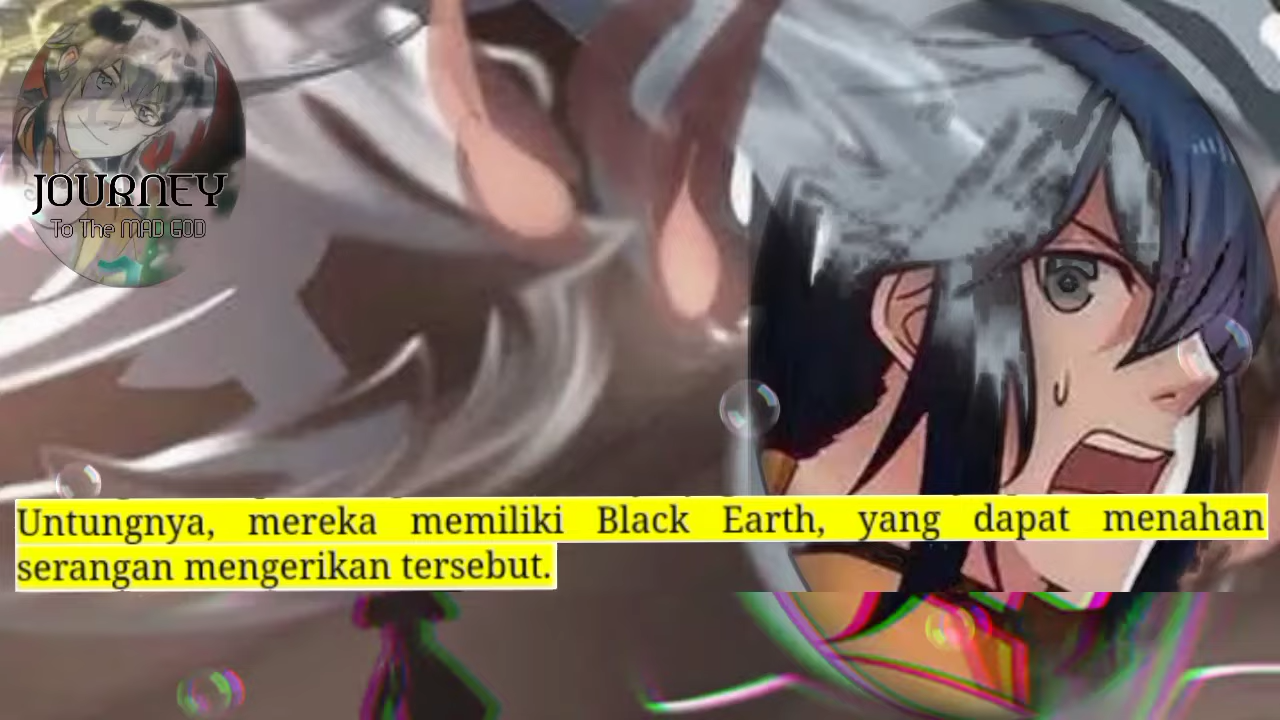 JOURNEY
To The MAD GOD
Untungnya, mereka memiliki Black Earth, yang dapat menahan
serangan mengerikan tersebut.